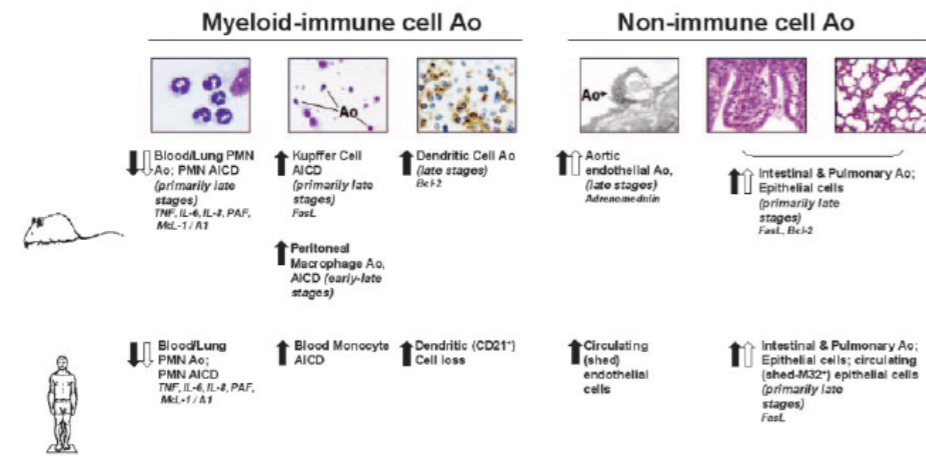 Myeloid-immune cell Ao
Non-immune cell Ao
Ao
Ao
Blood/Lung PMN
Ao; PMN AICD
(primarily late
stages)
TNF, IL-6, IL-8, PAF,
McL-1 / A1
Kupffer Cell
AICD
(primarily late
stages)
FasL
Peritoneal
Macrophage Ao,
AICD (early-late
stages)
Dendritic Cell Ao
(late stages)
Bcl-2
Aortic
endothelial Ao,
(late stages)
Adrenomedulin
Intestinal & Pulmonary Ao;
Epithelial cells
(primarily late
stages)
FasL, Bcl-2
Blood/Lung
PMN Ao;
PMN AICD
TNF, IL-6, IL-8, PAF,
McL-1 / A1
Blood Monocyte
AICD
Dendritic (CD21⁺)
Cell loss
Circulating
(shed)
endothelial
cells
Intestinal & Pulmonary Ao;
Epithelial cells; circulating
(shed-M32⁺) epithelial cells
(primarily late
stages)
FasL